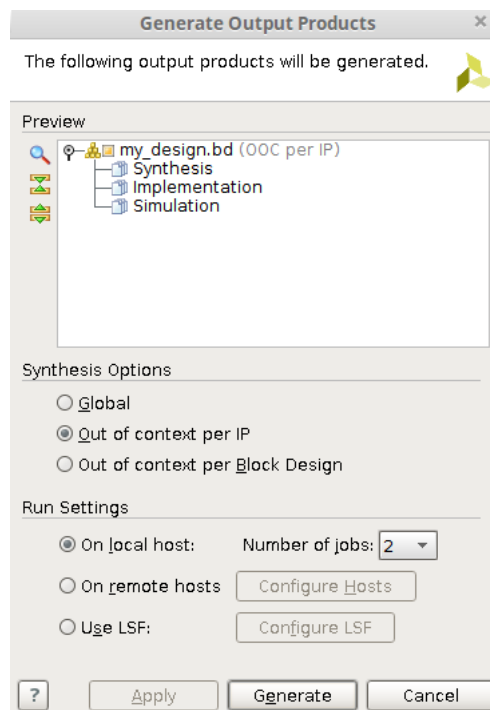 Generate Output Products
The following output products will be generated.
Preview
my_design.bd (OOC per IP)
Synthesis
Implementation
Simulation
Synthesis Options
Global
Out of context per IP
Out of context per Block Design
Run Settings
On local host: Number of jobs: 2
On remote hosts Configure Hosts
Use LSF: Configure LSF
? Apply Generate Cancel